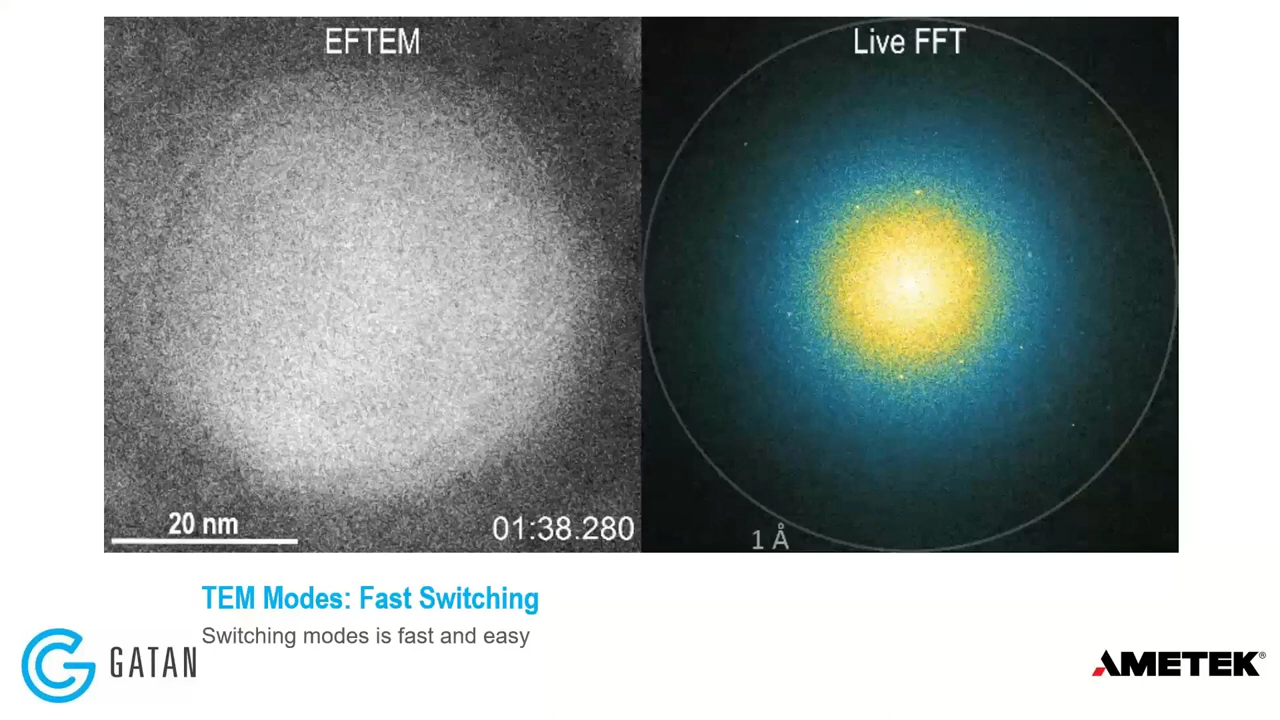 EFTEM
Live FFT
20 nm
01:38.280
1 Å
TEM Modes: Fast Switching
Switching modes is fast and easy
GATAN
AMETEK®